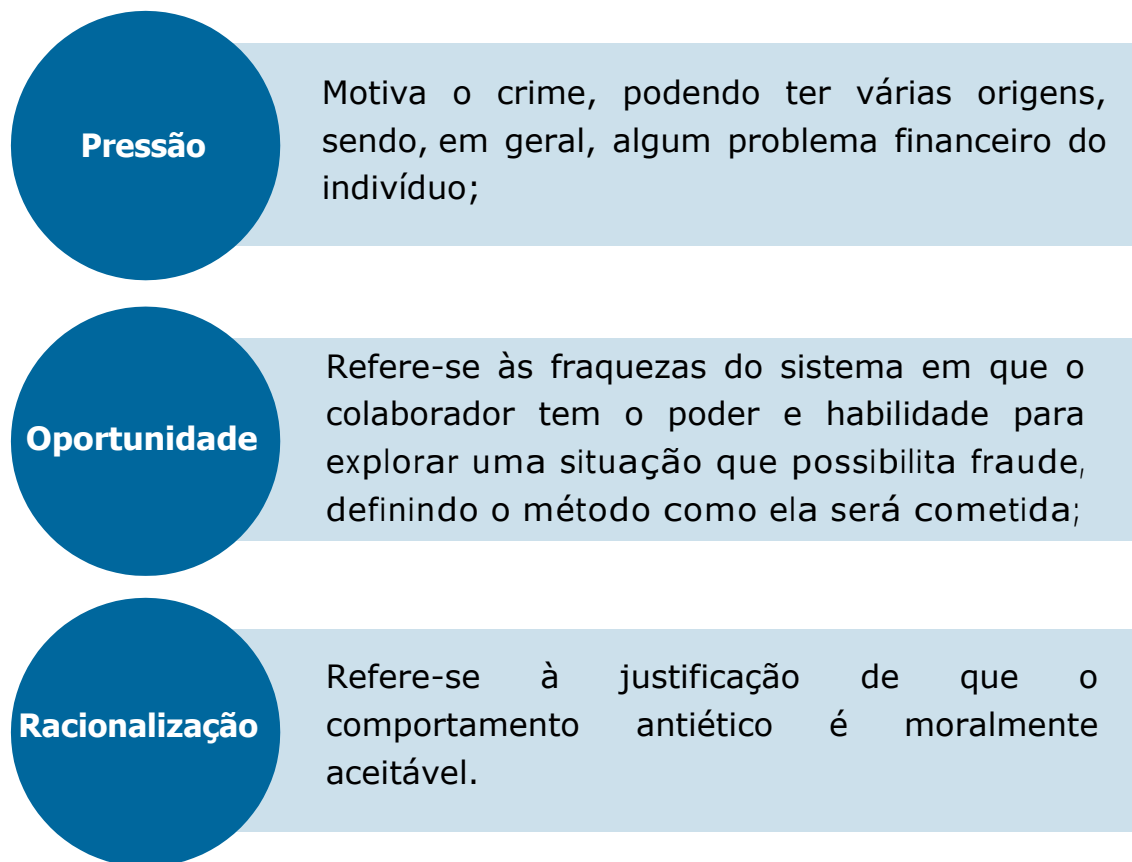 Pressão
Motiva o crime, podendo ter várias origens,
sendo, em geral, algum problema financeiro do
indivíduo;
Oportunidade
Refere-se às fraquezas do sistema em que o
colaborador tem o poder e habilidade para
explorar uma situação que possibilita fraude,
definindo o método como ela será cometida;
Racionalização
Refere-se à justificação de que o
comportamento antiético é moralmente
aceitável.